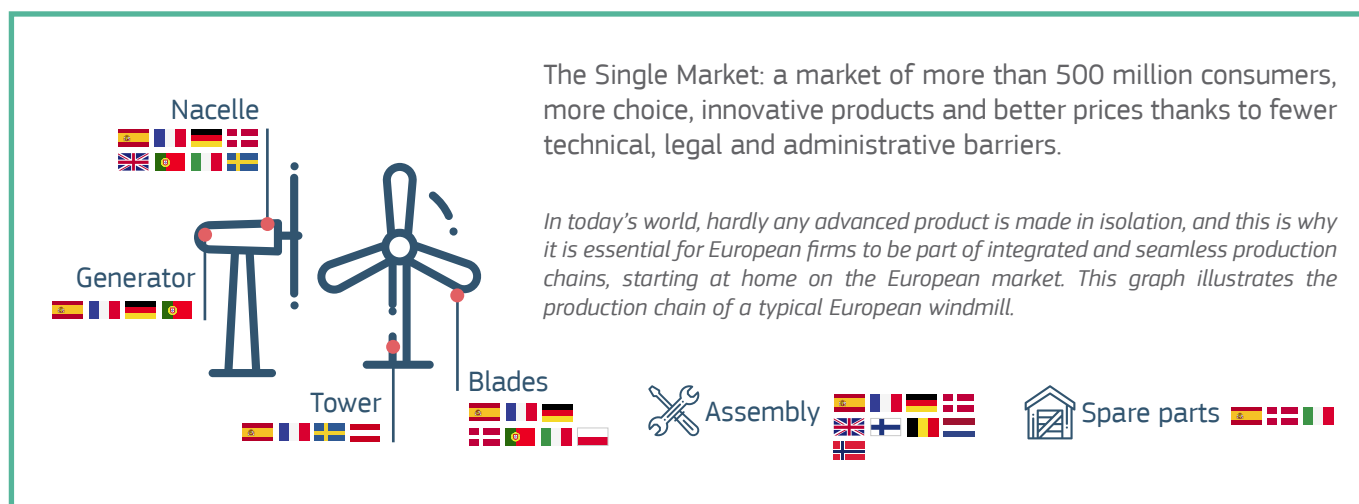 The Single Market: a market of more than 500 million consumers,
more choice, innovative products and better prices thanks to fewer
technical, legal and administrative barriers.
In today's world, hardly any advanced product is made in isolation, and this is why
it is essential for European firms to be part of integrated and seamless production
chains, starting at home on the European market. This graph illustrates the
production chain of a typical European windmill.
Nacelle
Generator
Tower
Blades
Assembly
Spare parts